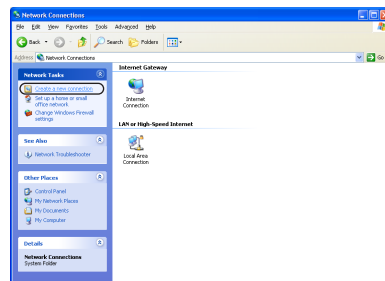 Network Connections
File Edit View Favorites Tools Advanced Help
Back Search Folders
Address Network Connections Go
Network Tasks
Create a new connection
Set up a home or small
office network
Change Windows Firewall
settings
See Also
Network Troubleshooter
Other Places
Control Panel
My Network Places
My Documents
My Computer
Details
Network Connections
System Folder
Internet Gateway
Internet
Connection
LAN or High-Speed Internet
Local Area
Connection